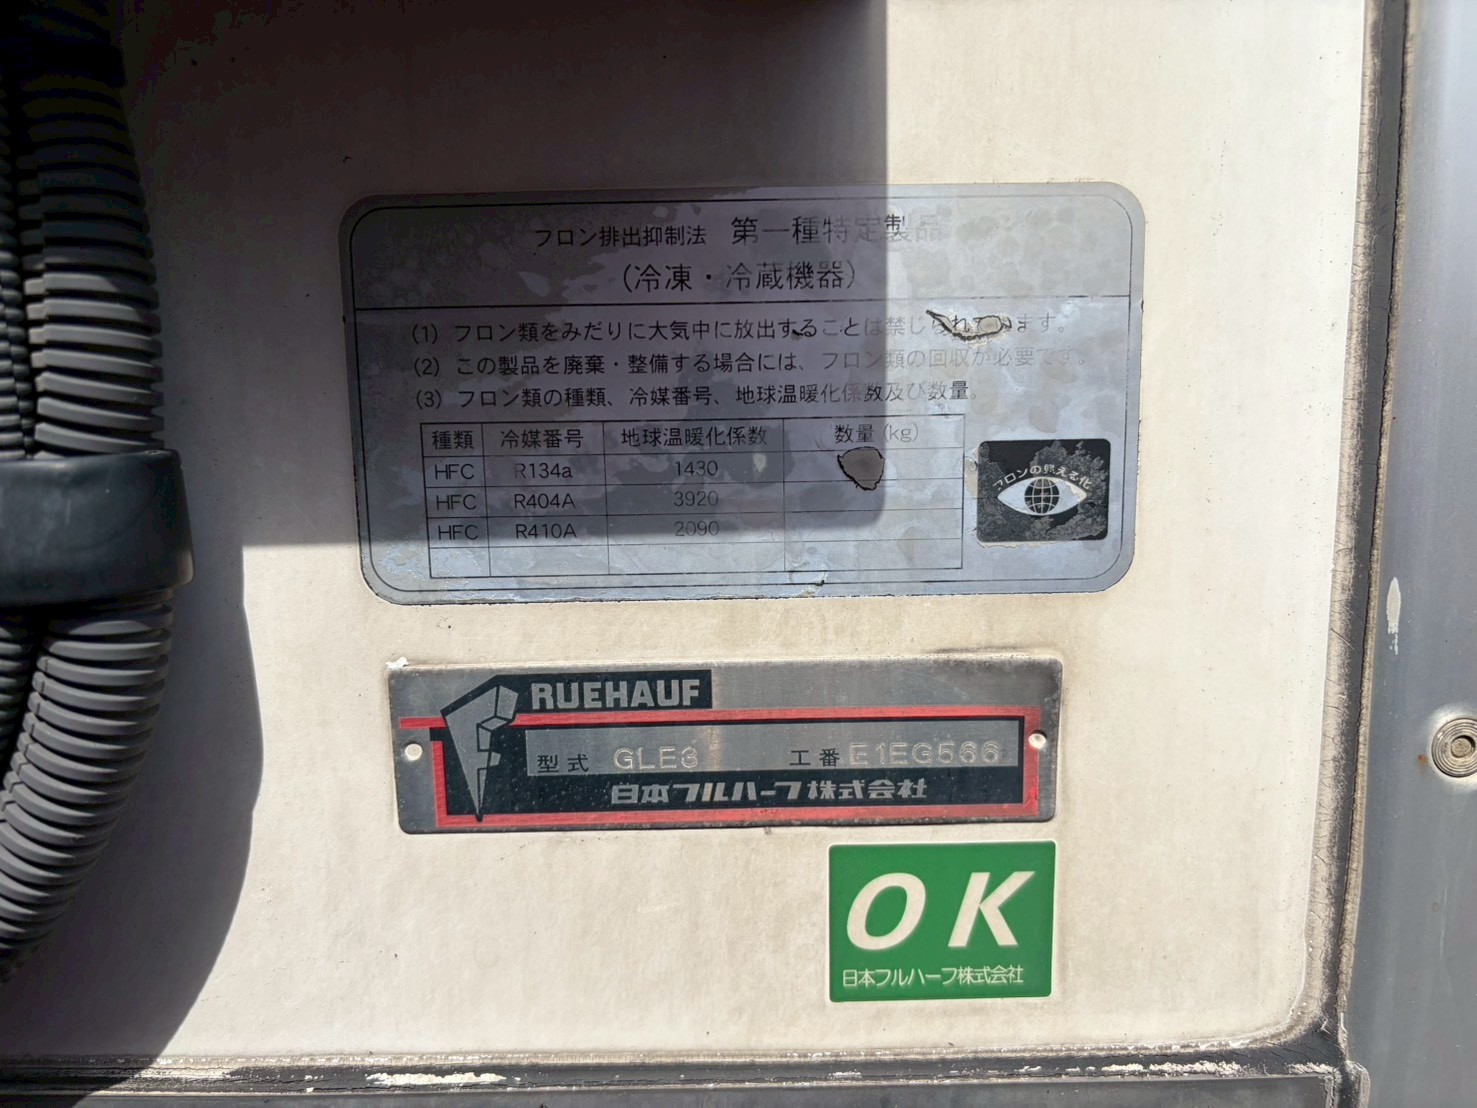 フロン排出抑制法 第一種特定製品
(冷凍・冷蔵機器)
(1) フロン類をみだりに大気中に放出することは禁じられています。
(2) この製品を廃棄・整備する場合には、フロン類の回収が必要です。
(3) フロン類の種類、冷媒番号、地球温暖化係数及び数量。
種類 冷媒番号 地球温暖化係数 数量(kg)
HFC R134a 1430
HFC R404A 3920
HFC R410A 2090
フロンの見える化
FRUEHAUF
型式 GLE3 工番 E1EG566
日本フルハーフ株式会社
OK
日本フルハーフ株式会社